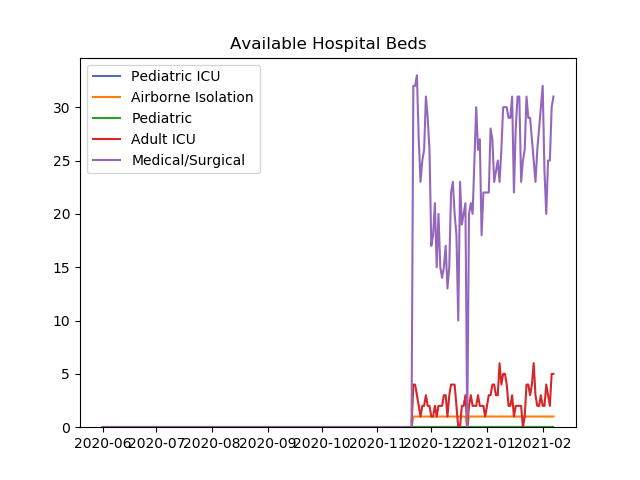 Available Hospital Beds
Pediatric ICU
Airborne Isolation
Pediatric
Adult ICU
Medical/Surgical
30
25
20
15
10
5
0
2020-06 2020-07 2020-08 2020-09 2020-10 2020-11 2020-12 2021-01 2021-02